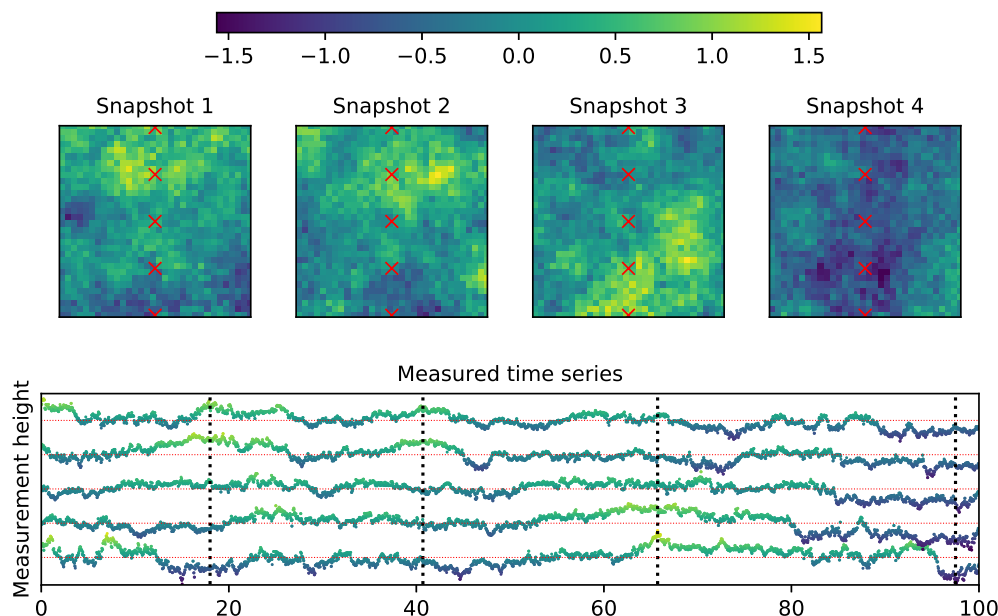 −1.5 −1.0 −0.5 0.0 0.5 1.0 1.5
Snapshot 1 Snapshot 2 Snapshot 3 Snapshot 4
Measured time series
Measurement height
0 20 40 60 80 100